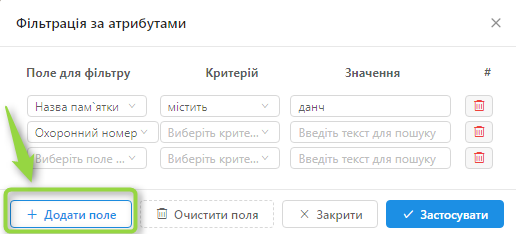 Фільтрація за атрибутами
Поле для фільтру Критерій Значення #
Назва пам`ятки містить данч
Охоронний номер Виберіть крите... Введіть текст для пошуку
Виберіть поле ... Виберіть крите... Введіть текст для пошуку
+ Додати поле Очистити поля Закрити Застосувати